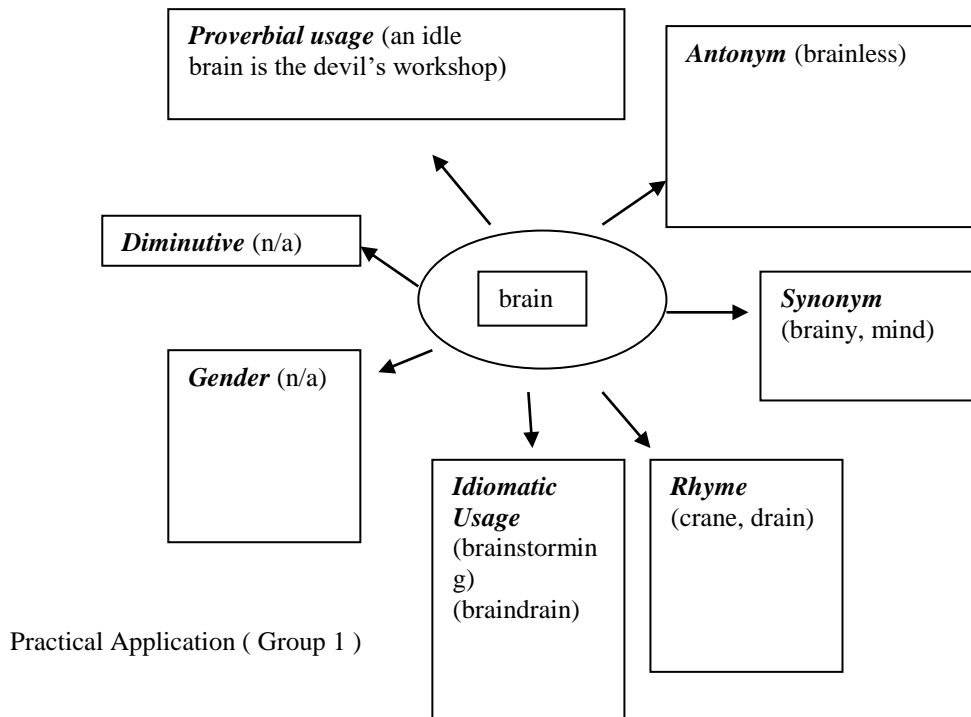 Proverbial usage (an idle
brain is the devil’s workshop)
Antonym (brainless)
Diminutive (n/a)
brain
Synonym
(brainy, mind)
Gender (n/a)
Idiomatic
Usage
(brainstormin
g)
(braindrain)
Rhyme
(crane, drain)
Practical Application ( Group 1 )